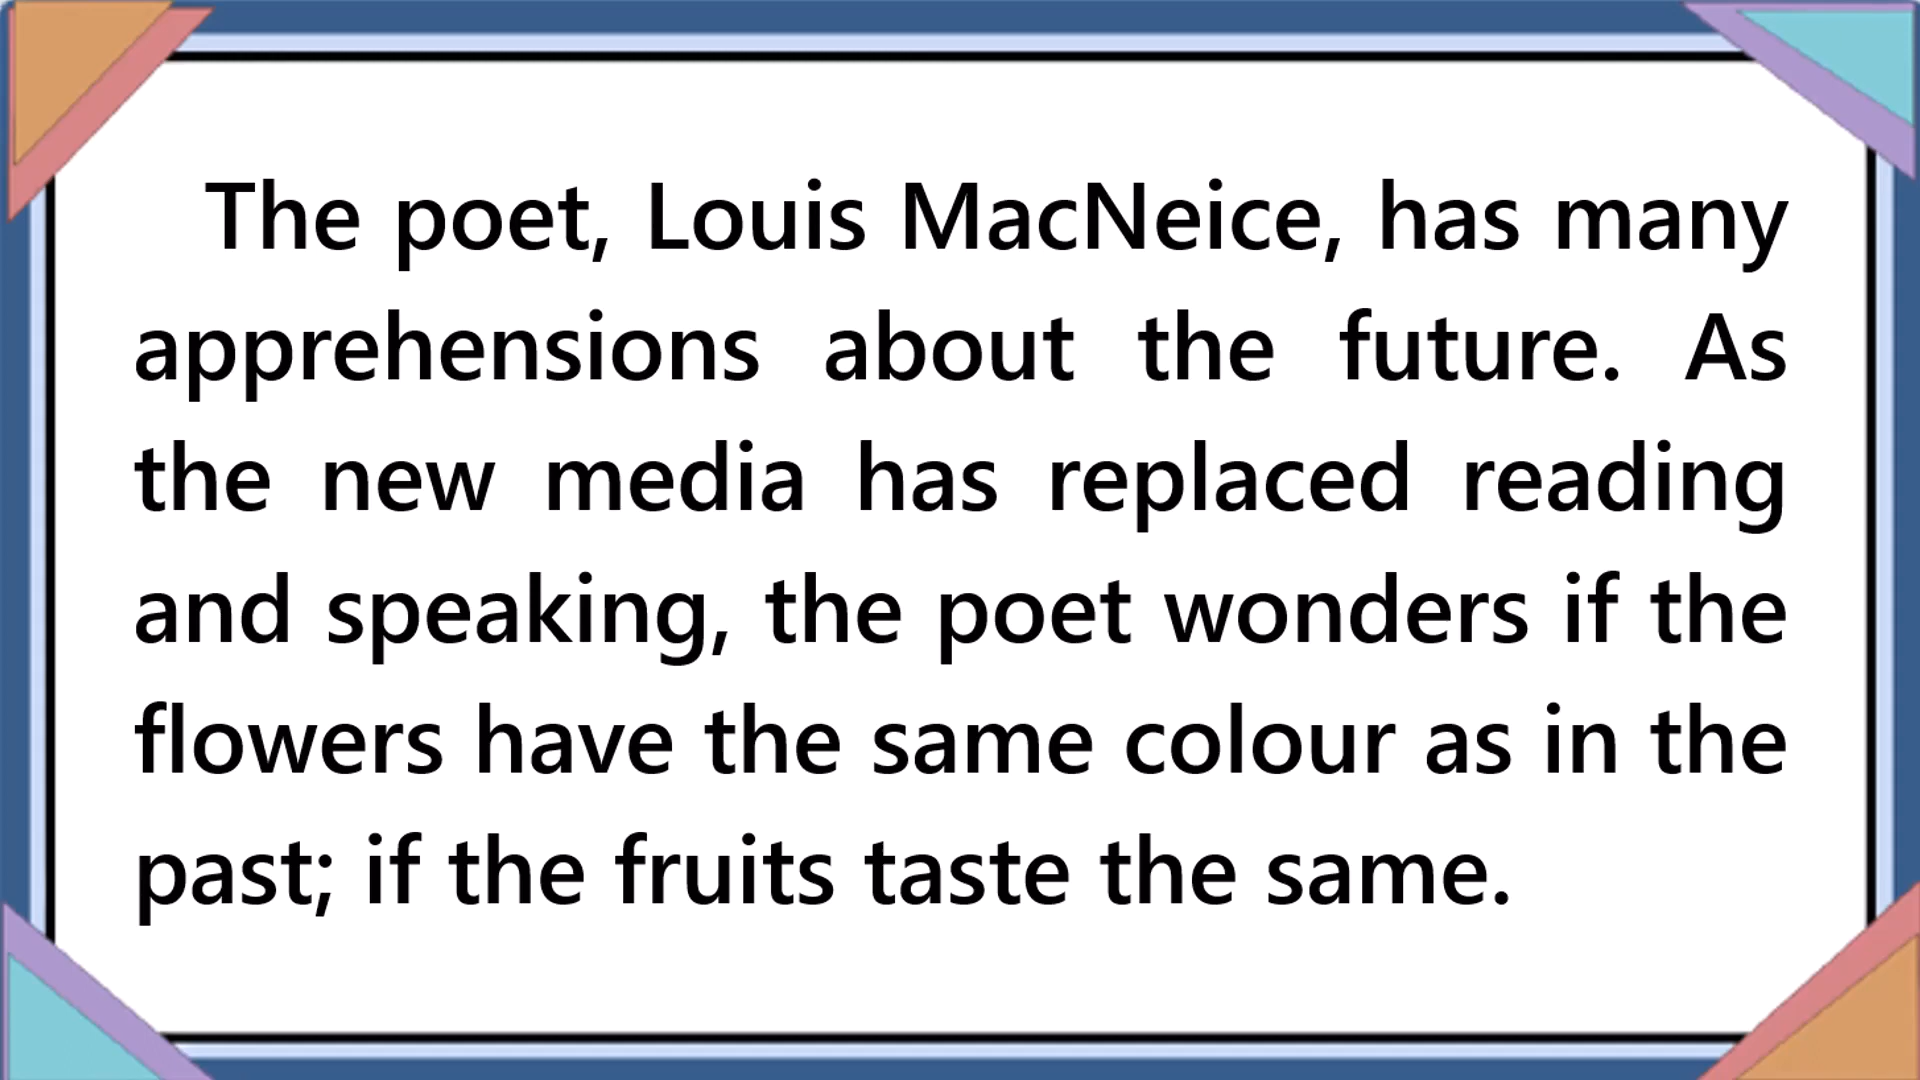 The poet, Louis MacNeice, has many
apprehensions about the future. As
the new media has replaced reading
and speaking, the poet wonders if the
flowers have the same colour as in the
past; if the fruits taste the same.